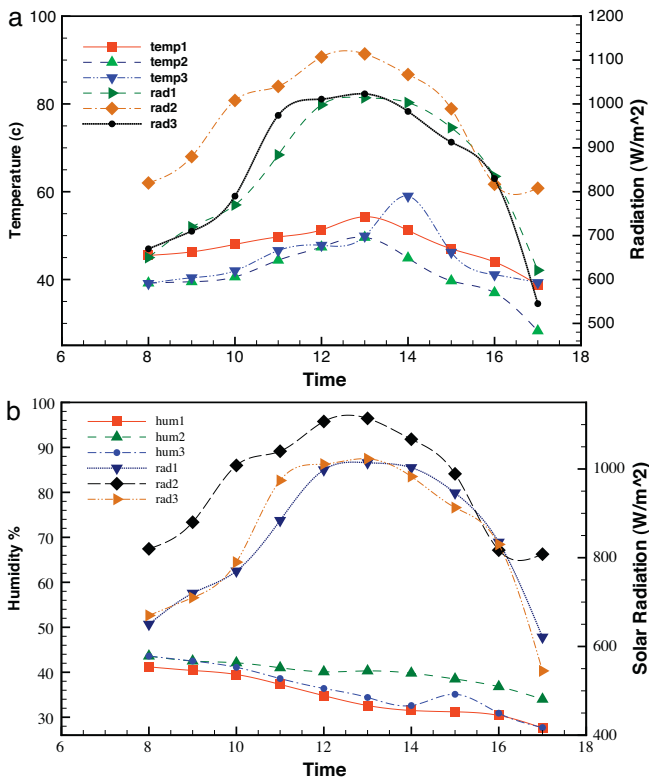 a
100
80
60
40
6
8
10
12
14
16
18
1200
1100
1000
900
800
700
600
500
Temperature (c)
Radiation (W/m^2)
Time
temp1
temp2
temp3
rad1
rad2
rad3
b
100
90
80
70
60
50
40
30
6
8
10
12
14
16
18
1000
800
600
400
Humidity %
Solar Radiation (W/m^2)
Time
hum1
hum2
hum3
rad1
rad2
rad3